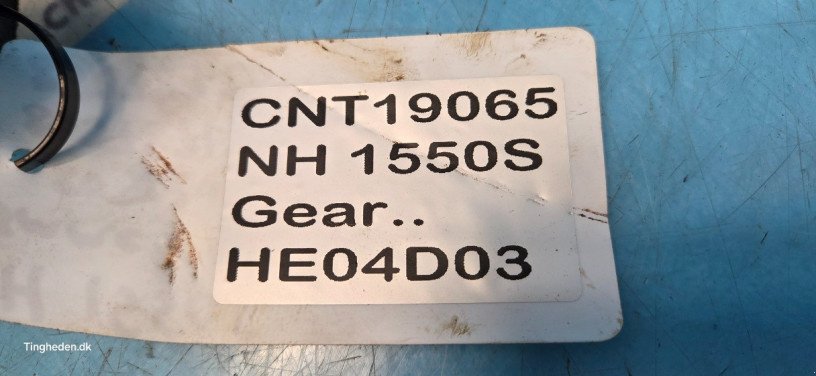 CNT19065
NH 1550S
Gear..
HE04D03
Tingheden.dk